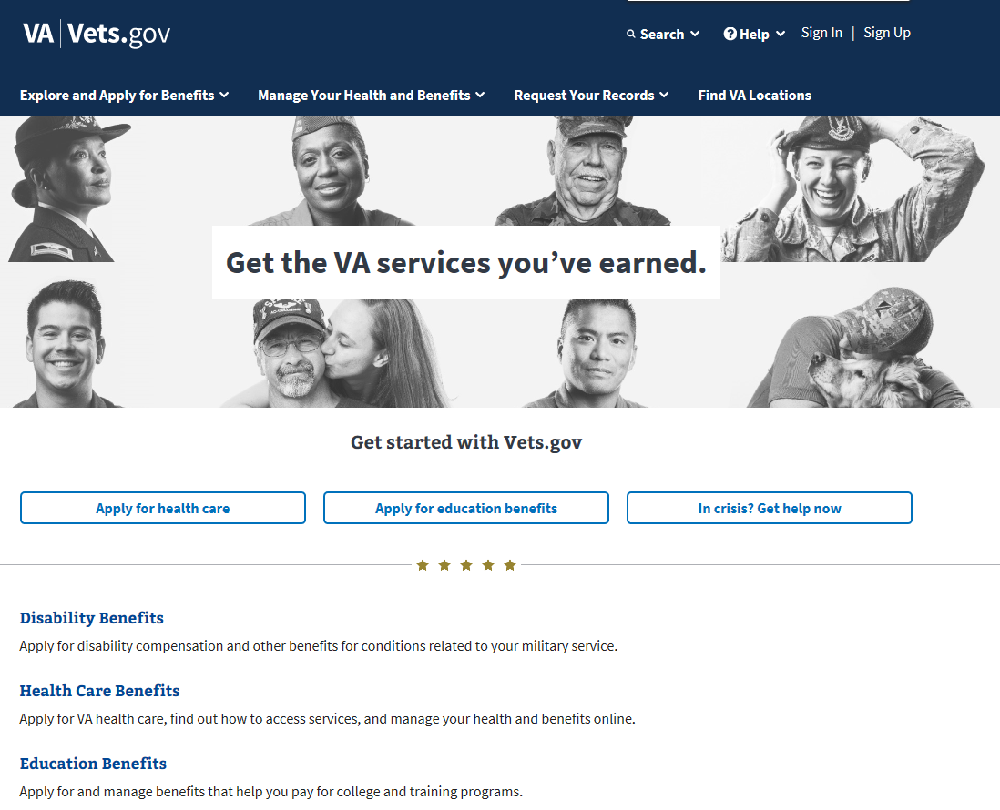 VA | Vets.gov
Search
Help
Sign In | Sign Up
Explore and Apply for Benefits
Manage Your Health and Benefits
Request Your Records
Find VA Locations
Get the VA services you’ve earned.
Get started with Vets.gov
Apply for health care
Apply for education benefits
In crisis? Get help now
Disability Benefits
Apply for disability compensation and other benefits for conditions related to your military service.
Health Care Benefits
Apply for VA health care, find out how to access services, and manage your health and benefits online.
Education Benefits
Apply for and manage benefits that help you pay for college and training programs.